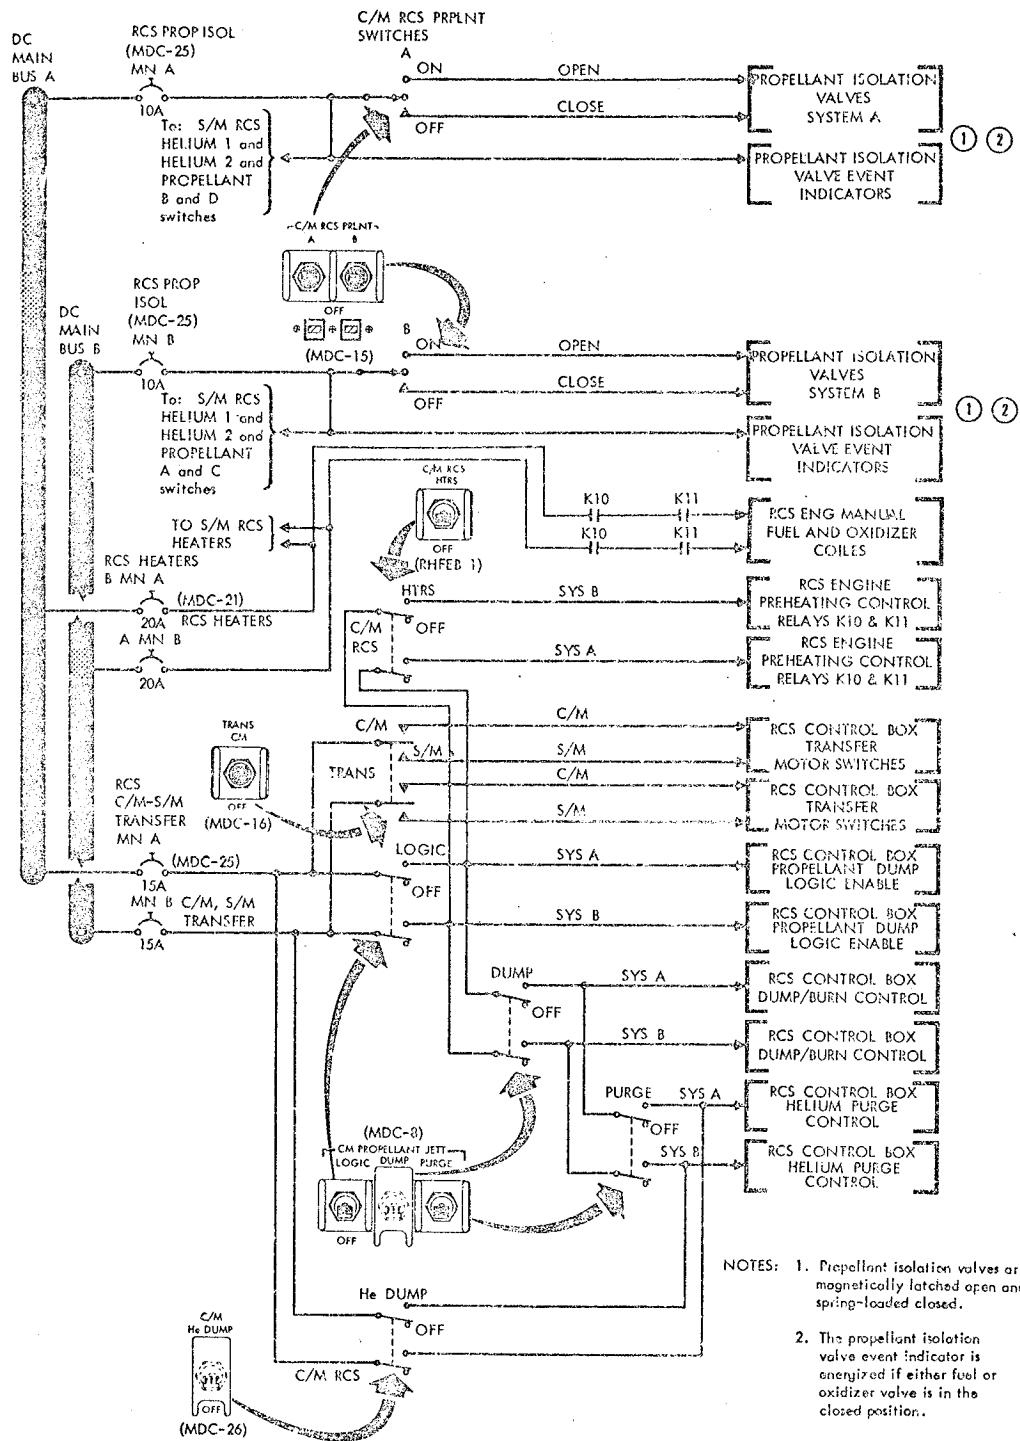 DC
MAIN
BUS A
RCS PROP ISOL
(MDC-25)
MN A
10A
C/M RCS PRPLNT
SWITCHES
A
ON
OPEN
CLOSE
OFF
PROPELLANT ISOLATION
VALVES
SYSTEM A
1 2
To: S/M RCS
HELIUM 1 and
HELIUM 2 and
PROPELLANT
B and D
switches
PROPELLANT ISOLATION
VALVE EVENT
INDICATORS
C/M RCS PRLNT
A B
OFF
(MDC-15)
DC
MAIN
BUS B
RCS PROP
ISOL
(MDC-25)
MN B
10A
B
ON
OPEN
CLOSE
OFF
PROPELLANT ISOLATION
VALVES
SYSTEM B
1 2
To: S/M RCS
HELIUM 1 and
HELIUM 2 and
PROPELLANT
A and C
switches
PROPELLANT ISOLATION
VALVE EVENT
INDICATORS
C/M RCS
HTRS
OFF
(RHFEB 1)
K10 K11
K10 K11
RCS ENG MANUAL
FUEL AND OXIDIZER
COILES
TO S/M RCS
HEATERS
RCS HEATERS
B MN A
(MDC-21)
20A
RCS HEATERS
A MN B
20A
HTRS
OFF
C/M
RCS
SYS B
RCS ENGINE
PREHEATING CONTROL
RELAYS K10 & K11
SYS A
RCS ENGINE
PREHEATING CONTROL
RELAYS K10 & K11
TRANS
CM
OFF
(MDC-16)
C/M
S/M
TRANS
C/M
S/M
RCS CONTROL BOX
TRANSFER
MOTOR SWITCHES
C/M
S/M
RCS CONTROL BOX
TRANSFER
MOTOR SWITCHES
RCS
C/M-S/M
TRANSFER
MN A
(MDC-25)
15A
MN B C/M, S/M
TRANSFER
15A
LOGIC
OFF
SYS A
RCS CONTROL BOX
PROPELLANT DUMP
LOGIC ENABLE
SYS B
RCS CONTROL BOX
PROPELLANT DUMP
LOGIC ENABLE
DUMP
OFF
SYS A
RCS CONTROL BOX
DUMP/BURN CONTROL
SYS B
RCS CONTROL BOX
DUMP/BURN CONTROL
PURGE
OFF
SYS A
RCS CONTROL BOX
HELIUM PURGE
CONTROL
SYS B
RCS CONTROL BOX
HELIUM PURGE
CONTROL
(MDC-8)
CM PROPELLANT JETT
LOGIC DUMP PURGE
OFF
He DUMP
OFF
C/M RCS
C/M
He DUMP
OFF
(MDC-26)
NOTES: 1. Propellant isolation valves ar
magnetically latched open and
spring-loaded closed.
2. The propellant isolation
valve event indicator is
energized if either fuel or
oxidizer valve is in the
closed position.